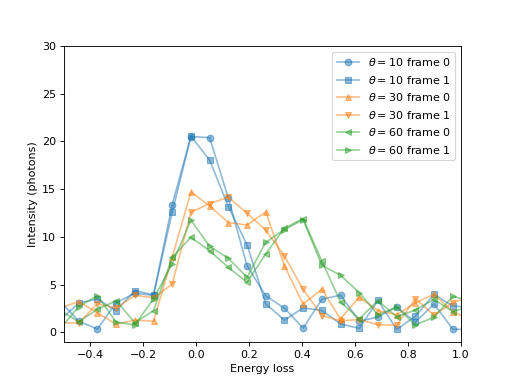 30
25
20
15
10
5
0
Intensity (photons)
−0.4
−0.2
0.0
0.2
0.4
0.6
0.8
1.0
Energy loss
θ = 10 frame 0
θ = 10 frame 1
θ = 30 frame 0
θ = 30 frame 1
θ = 60 frame 0
θ = 60 frame 1